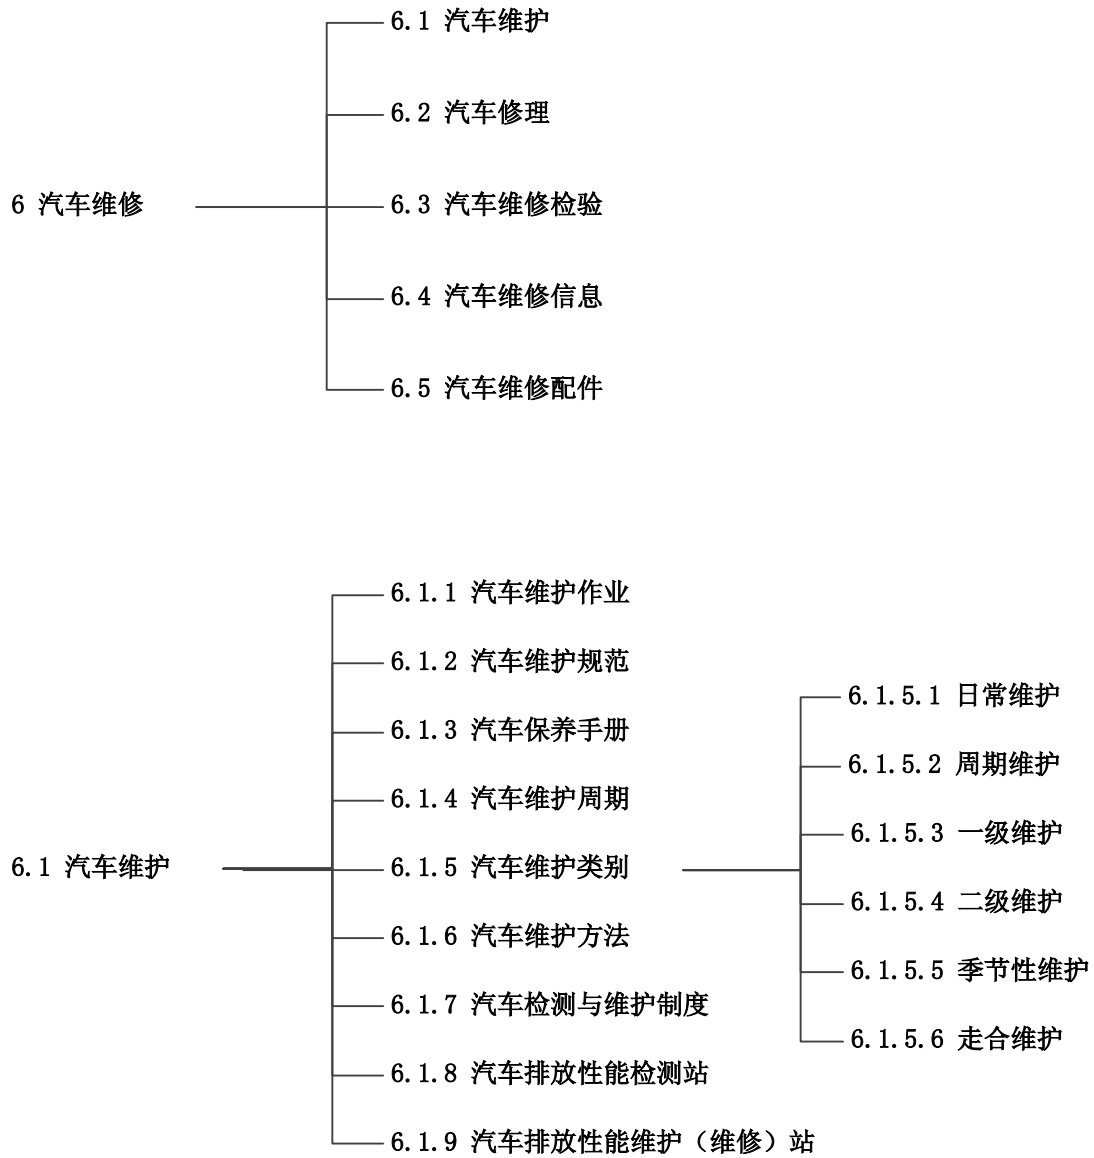 6 汽车维修
6.1 汽车维护
6.2 汽车修理
6.3 汽车维修检验
6.4 汽车维修信息
6.5 汽车维修配件
6.1 汽车维护
6.1.1 汽车维护作业
6.1.2 汽车维护规范
6.1.3 汽车保养手册
6.1.4 汽车维护周期
6.1.5 汽车维护类别
6.1.5.1 日常维护
6.1.5.2 周期维护
6.1.5.3 一级维护
6.1.5.4 二级维护
6.1.5.5 季节性维护
6.1.5.6 走合维护
6.1.6 汽车维护方法
6.1.7 汽车检测与维护制度
6.1.8 汽车排放性能检测站
6.1.9 汽车排放性能维护（维修）站